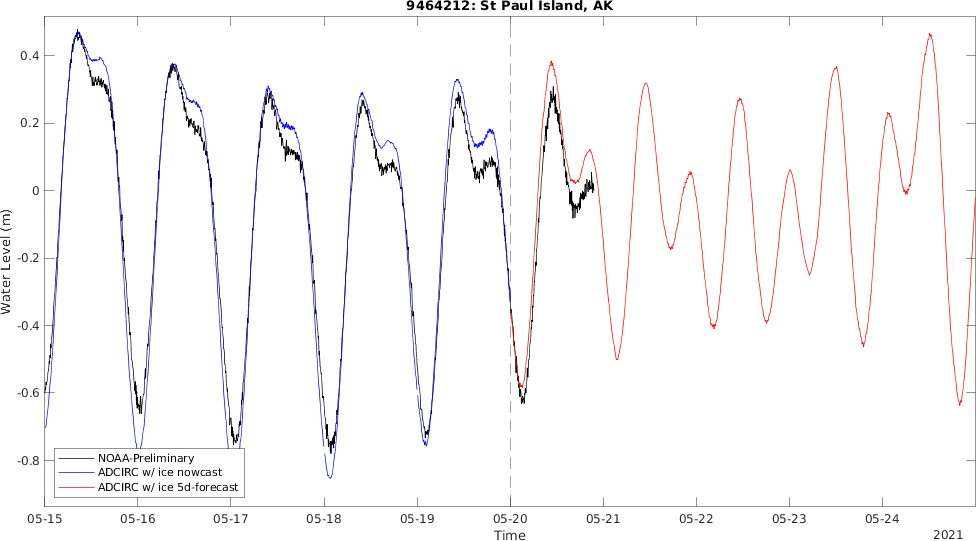 9464212: St Paul Island, AK
Water Level (m)
0.4
0.2
0
-0.2
-0.4
-0.6
-0.8
NOAA-Preliminary
ADCIRC w/ ice nowcast
ADCIRC w/ ice 5d-forecast
05-15 05-16 05-17 05-18 05-19 05-20 05-21 05-22 05-23 05-24
Time
2021